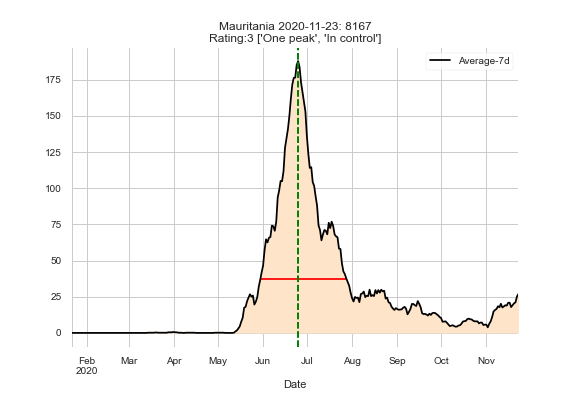 Mauritania 2020-11-23: 8167
Rating:3 ['One peak', 'In control']
Average-7d
175
150
125
100
75
50
25
0
Feb Mar Apr May Jun Jul Aug Sep Oct Nov
2020
Date